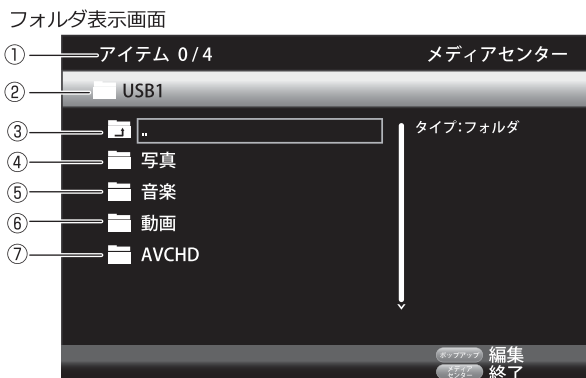 フォルダ表示画面
① アイテム 0/4 メディアセンター
② USB1
③ ..
タイプ:フォルダ
④ 写真
⑤ 音楽
⑥ 動画
⑦ AVCHD
ポップアップ 編集
メディアセンター 終了